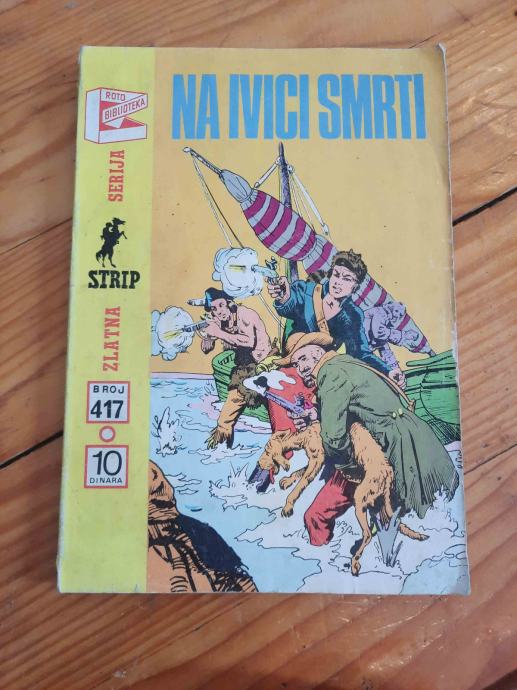 ROTO
BIBLIOTEKA
NA IVICI SMRTI
ZLATNA
STRIP
SERIJA
BROJ
417
10
DINARA